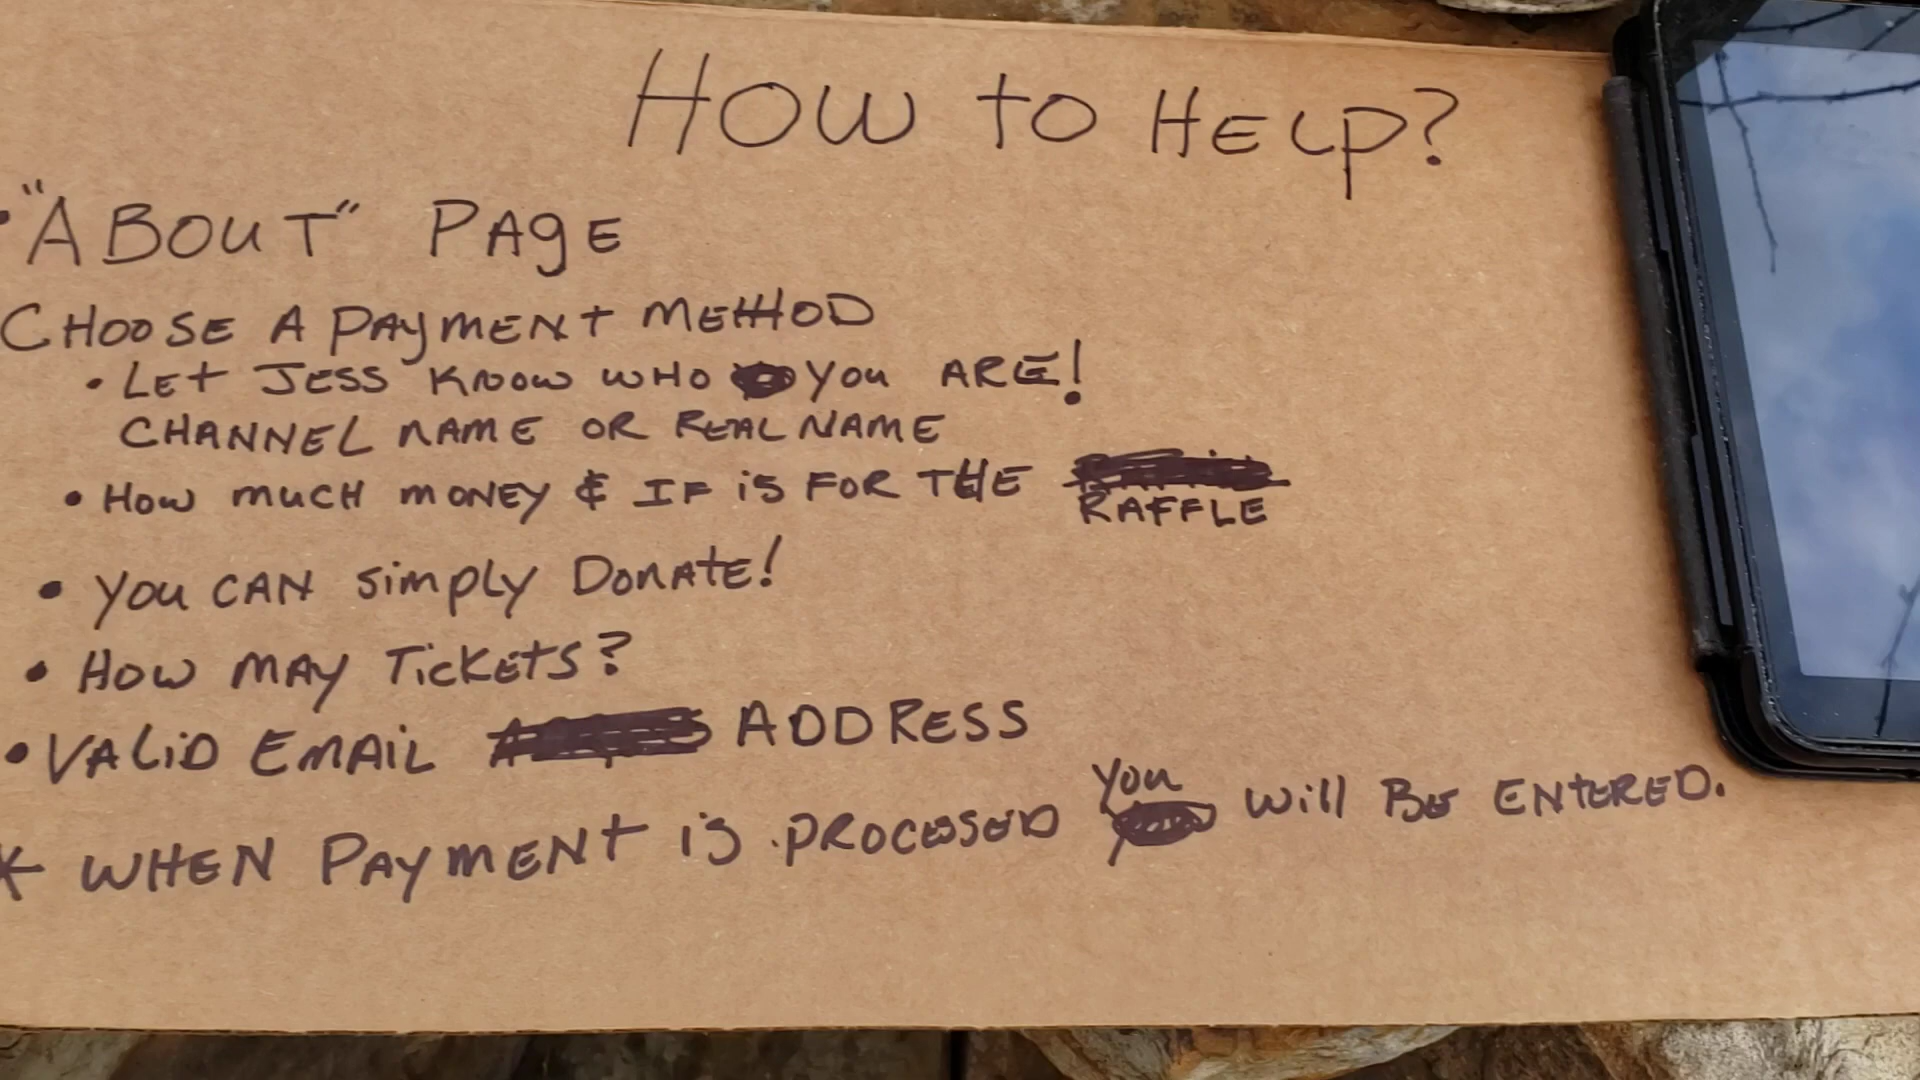 HOW to HELP?
• "ABOUT" PAgE
CHOOSE A PAyMENt METHOD
• LEt JESS KNOW WHO YOU ARE!
CHANNEL NAME OR REAL NAME
• HOW mucH mONEY & IF iS FOR THE
RAFFLE
• YOU CAN Simply DONAtE!
• HOW MAY TicKEtS?
• VALiD EMAiL ADDRESS
* WHEN PAYMENt iS PROCESSED YOU Will BE ENtERED.